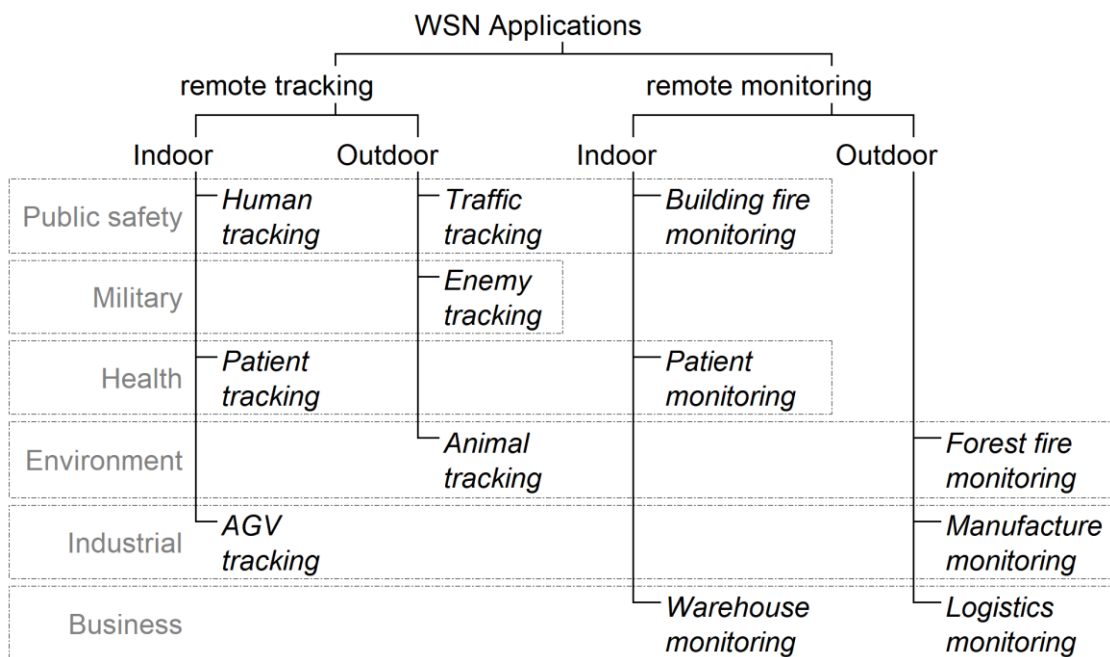 WSN Applications
remote tracking remote monitoring
Indoor Outdoor Indoor Outdoor
Public safety
Human
tracking
Traffic
tracking
Building fire
monitoring
Military
Enemy
tracking
Health
Patient
tracking
Patient
monitoring
Environment
Animal
tracking
Forest fire
monitoring
Industrial
AGV
tracking
Manufacture
monitoring
Business
Warehouse
monitoring
Logistics
monitoring